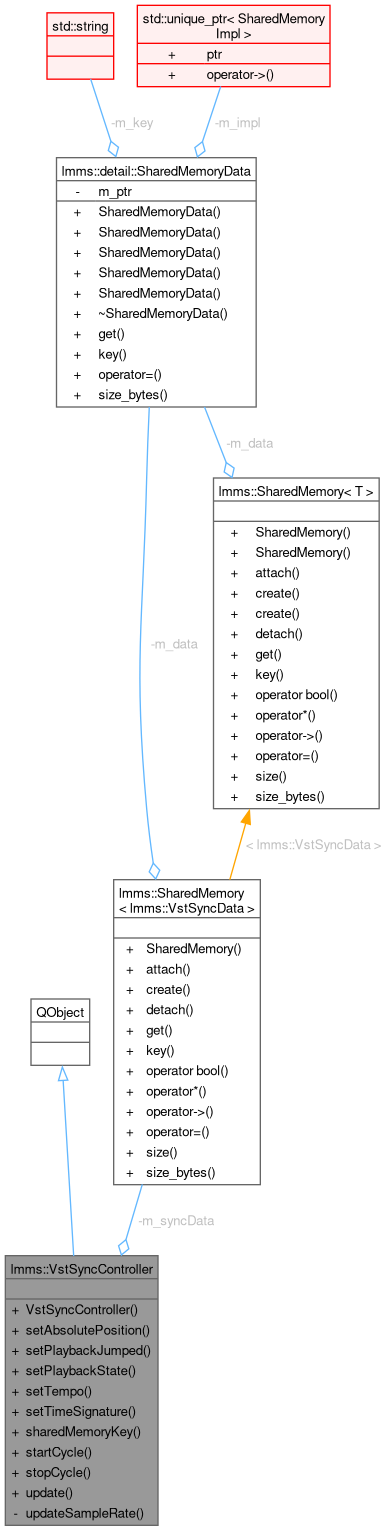 std::string
std::unique_ptr< SharedMemory
Impl >
+ ptr
+ operator->()
-m_key
-m_impl
lmms::detail::SharedMemoryData
- m_ptr
+ SharedMemoryData()
+ SharedMemoryData()
+ SharedMemoryData()
+ SharedMemoryData()
+ SharedMemoryData()
+ ~SharedMemoryData()
+ get()
+ key()
+ operator=()
+ size_bytes()
-m_data
lmms::SharedMemory< T >
+ SharedMemory()
+ SharedMemory()
+ attach()
+ create()
+ create()
+ detach()
+ get()
+ key()
+ operator bool()
+ operator*()
+ operator->()
+ operator=()
+ size()
+ size_bytes()
-m_data
< lmms::VstSyncData >
lmms::SharedMemory
< lmms::VstSyncData >
+ SharedMemory()
+ attach()
+ create()
+ detach()
+ get()
+ key()
+ operator bool()
+ operator*()
+ operator->()
+ operator=()
+ size()
+ size_bytes()
QObject
-m_syncData
lmms::VstSyncController
+ VstSyncController()
+ setAbsolutePosition()
+ setPlaybackJumped()
+ setPlaybackState()
+ setTempo()
+ setTimeSignature()
+ sharedMemoryKey()
+ startCycle()
+ stopCycle()
+ update()
- updateSampleRate()